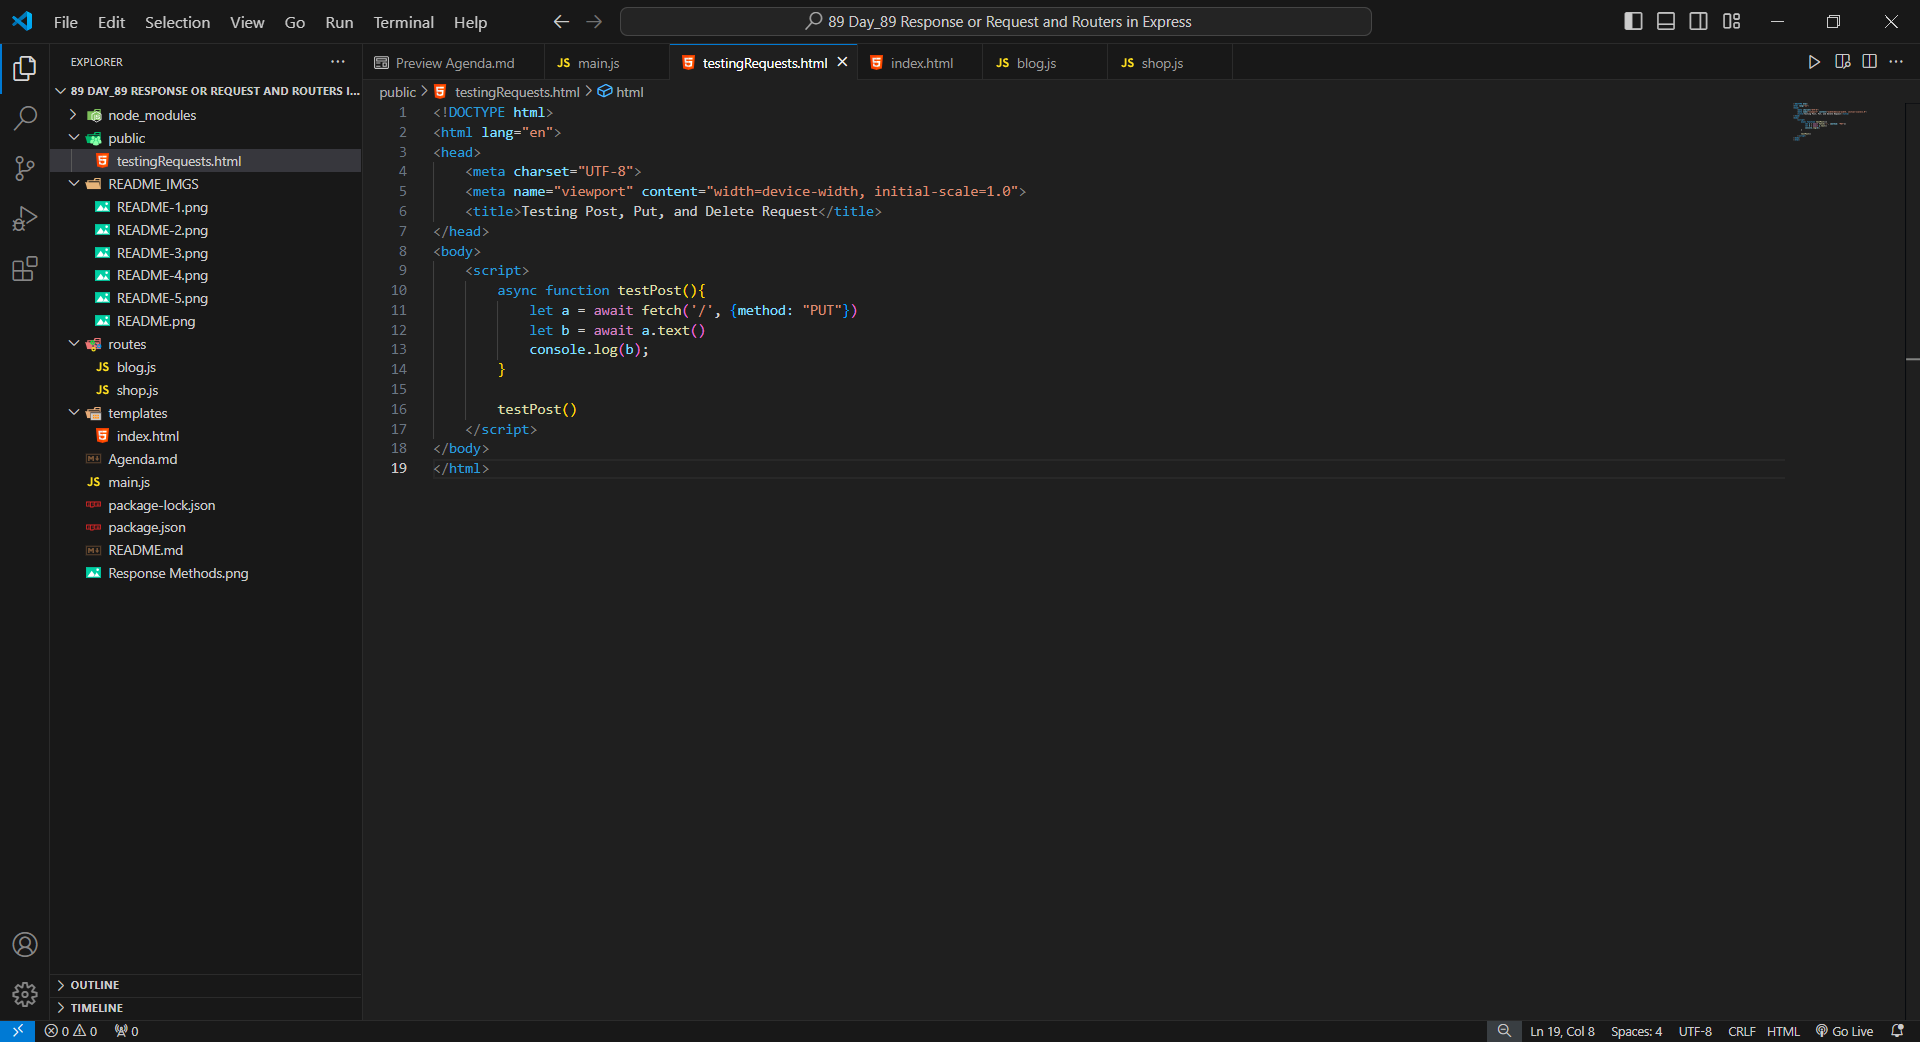 File Edit Selection View Go Run Terminal Help
89 Day_89 Response or Request and Routers in Express
EXPLORER
89 DAY_89 RESPONSE OR REQUEST AND ROUTERS I...
node_modules
public
testingRequests.html
README_IMGS
README-1.png
README-2.png
README-3.png
README-4.png
README-5.png
README.png
routes
JS blog.js
JS shop.js
templates
index.html
Agenda.md
JS main.js
package-lock.json
package.json
README.md
Response Methods.png
OUTLINE
TIMELINE
Preview Agenda.md
JS main.js
testingRequests.html
index.html
JS blog.js
JS shop.js
public > testingRequests.html > html
1 <!DOCTYPE html>
2 <html lang="en">
3 <head>
4 <meta charset="UTF-8">
5 <meta name="viewport" content="width=device-width, initial-scale=1.0">
6 <title>Testing Post, Put, and Delete Request</title>
7 </head>
8 <body>
9 <script>
10 async function testPost(){
11 let a = await fetch('/', {method: "PUT"})
12 let b = await a.text()
13 console.log(b);
14 }
15
16 testPost()
17 </script>
18 </body>
19 </html>
0 0 0
Ln 19, Col 8 Spaces: 4 UTF-8 CRLF HTML Go Live